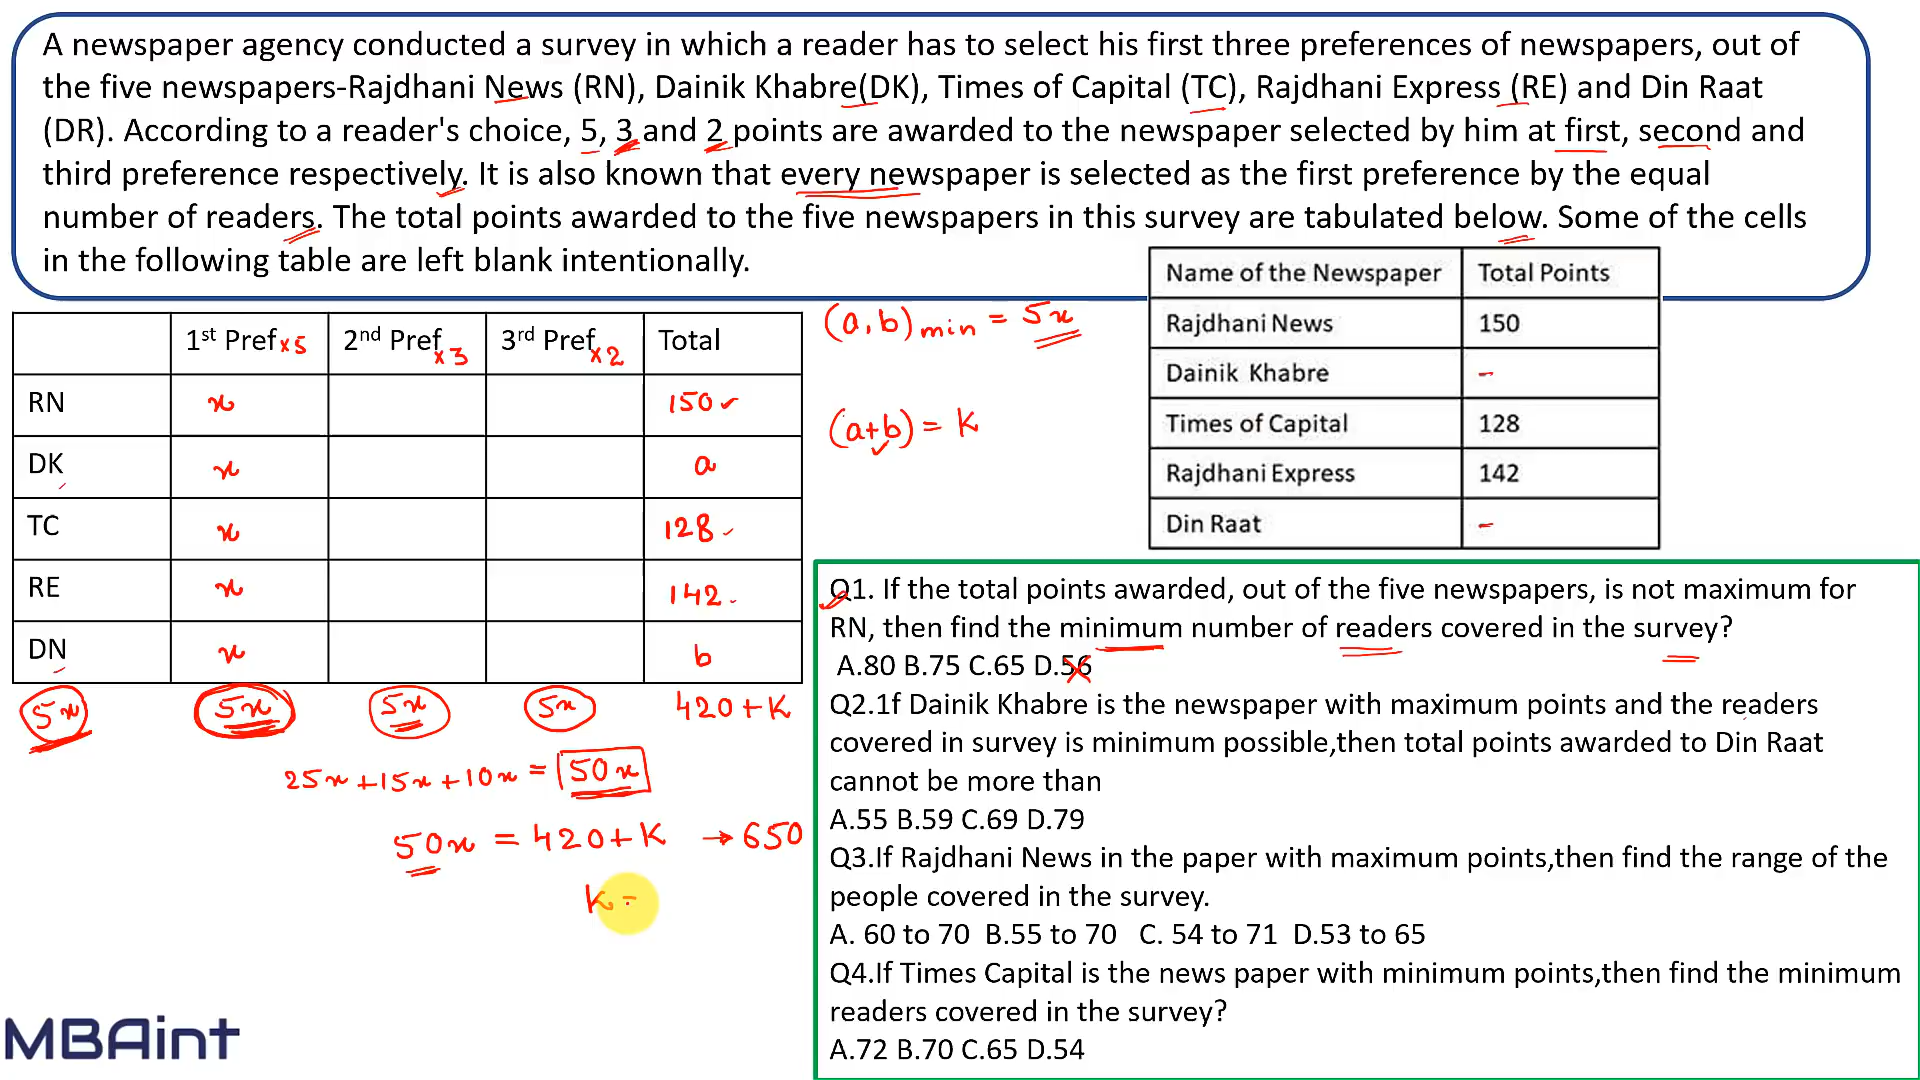 A newspaper agency conducted a survey in which a reader has to select his first three preferences of newspapers, out of
the five newspapers-Rajdhani News (RN), Dainik Khabre(DK), Times of Capital (TC), Rajdhani Express (RE) and Din Raat
(DR). According to a reader's choice, 5, 3 and 2 points are awarded to the newspaper selected by him at first, second and
third preference respectively. It is also known that every newspaper is selected as the first preference by the equal
number of readers. The total points awarded to the five newspapers in this survey are tabulated below. Some of the cells
in the following table are left blank intentionally.
Name of the Newspaper Total Points
Rajdhani News 150
Dainik Khabre -
Times of Capital 128
Rajdhani Express 142
Din Raat -
1st Pref ×5 2nd Pref ×3 3rd Pref ×2 Total
RN x 150
DK x a
TC x 128
RE x 142
DN x b
5x 5x 5x 5x 420+K
25x+15x+10x = 50x
50x = 420+K → 650
K =
(a,b) min = 5x
(a+b) = K
Q1. If the total points awarded, out of the five newspapers, is not maximum for
RN, then find the minimum number of readers covered in the survey?
A.80 B.75 C.65 D.56
Q2.1f Dainik Khabre is the newspaper with maximum points and the readers
covered in survey is minimum possible,then total points awarded to Din Raat
cannot be more than
A.55 B.59 C.69 D.79
Q3.If Rajdhani News in the paper with maximum points,then find the range of the
people covered in the survey.
A. 60 to 70 B.55 to 70 C. 54 to 71 D.53 to 65
Q4.If Times Capital is the news paper with minimum points,then find the minimum
readers covered in the survey?
A.72 B.70 C.65 D.54
MBAint